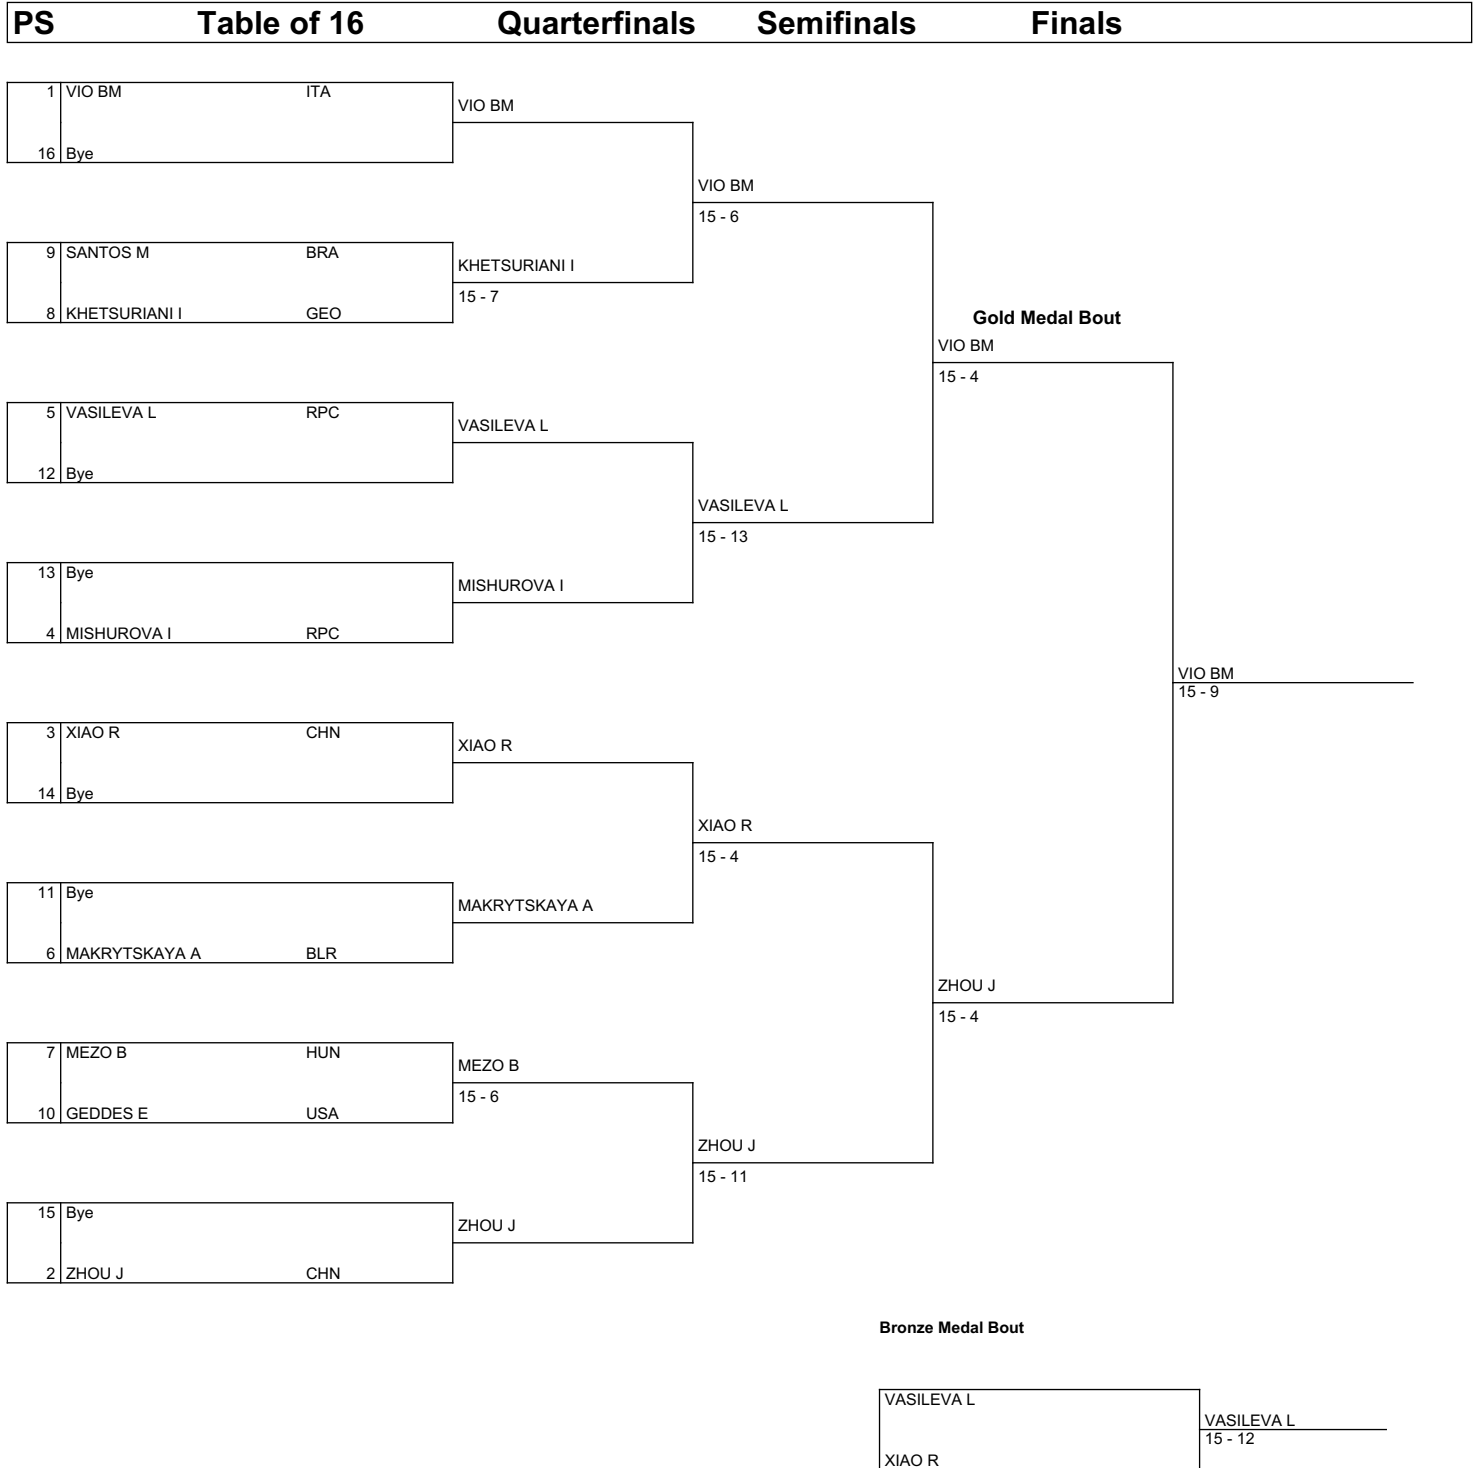 PS Table of 16 Quarterfinals Semifinals Finals
1 VIO BM ITA
VIO BM
16 Bye
VIO BM
15 - 6
9 SANTOS M BRA
KHETSURIANI I
15 - 7
8 KHETSURIANI I GEO
Gold Medal Bout
VIO BM
15 - 4
5 VASILEVA L RPC
VASILEVA L
12 Bye
VASILEVA L
15 - 13
13 Bye
MISHUROVA I
4 MISHUROVA I RPC
VIO BM
15 - 9
3 XIAO R CHN
XIAO R
14 Bye
XIAO R
15 - 4
11 Bye
MAKRYTSKAYA A
6 MAKRYTSKAYA A BLR
ZHOU J
15 - 4
7 MEZO B HUN
MEZO B
15 - 6
10 GEDDES E USA
ZHOU J
15 - 11
15 Bye
ZHOU J
2 ZHOU J CHN
Bronze Medal Bout
VASILEVA L
VASILEVA L
15 - 12
XIAO R